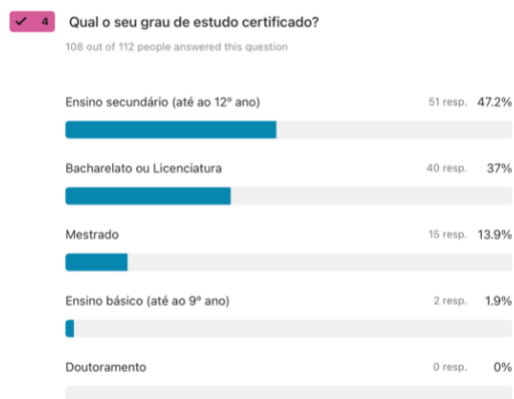 4 Qual o seu grau de estudo certificado?
108 out of 112 people answered this question
Ensino secundário (até ao 12º ano) 51 resp. 47.2%
Bacharelato ou Licenciatura 40 resp. 37%
Mestrado 15 resp. 13.9%
Ensino básico (até ao 9º ano) 2 resp. 1.9%
Doutoramento 0 resp. 0%